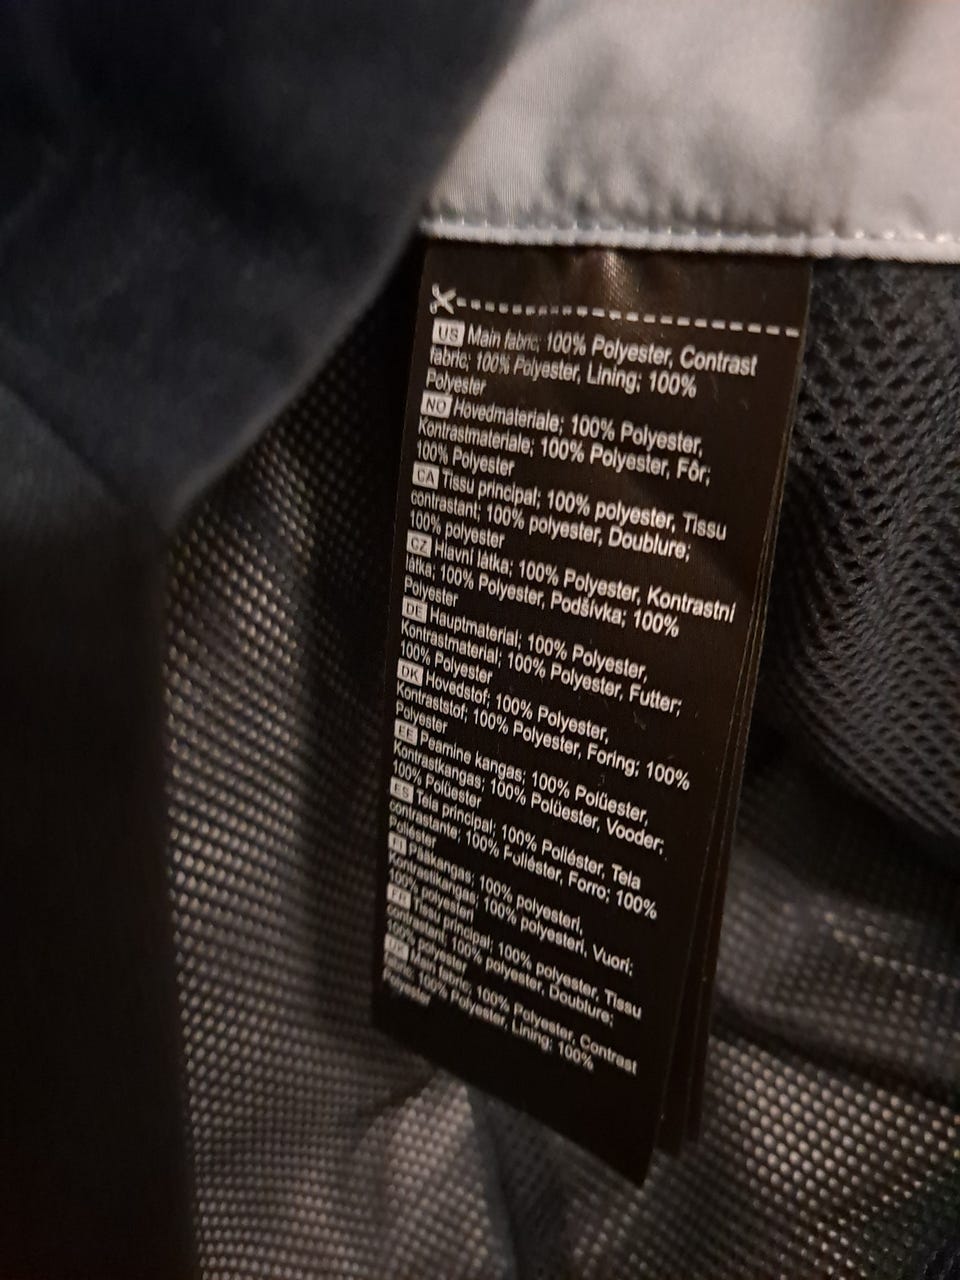 US Main fabric; 100% Polyester, Contrast
fabric; 100% Polyester, Lining; 100%
Polyester
NO Hovedmateriale; 100% Polyester,
Kontrastmateriale; 100% Polyester, Fôr;
100% Polyester
CA Tissu principal; 100% polyester, Tissu
contrastant; 100% polyester, Doublure;
100% polyester
CZ Hlavní látka; 100% Polyester, Kontrastní
látka; 100% Polyester, Podšívka; 100%
Polyester
DE Hauptmaterial; 100% Polyester,
Kontrastmaterial; 100% Polyester, Futter;
100% Polyester
DK Hovedstof; 100% Polyester,
Kontraststof; 100% Polyester, Foring; 100%
Polyester
EE Peamine kangas; 100% Polüester,
Kontrastkangas; 100% Polüester, Vooder;
100% Polüester
ES Tela principal; 100% Poliéster, Tela
contrastante; 100% Poliéster, Forro; 100%
Poliéster
FI Pääkangas; 100% polyesteri,
Kontrastikangas; 100% polyesteri, Vuori;
100% polyesteri
FR Tissu principal; 100% polyester, Tissu
contrastant; 100% polyester, Doublure;
100% polyester
Main fabric; 100% Polyester, Contrast
fabric; 100% Polyester, Lining; 100%
Polyester